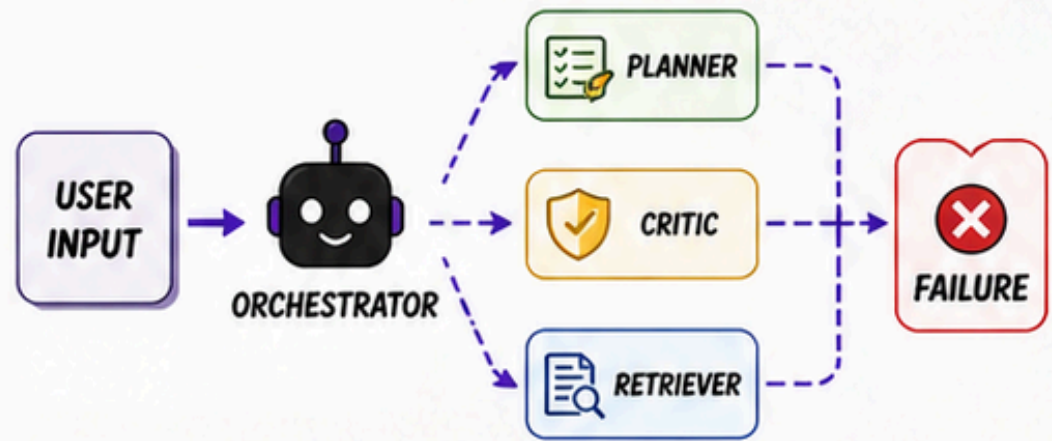 USER
INPUT
ORCHESTRATOR
PLANNER
CRITIC
RETRIEVER
FAILURE